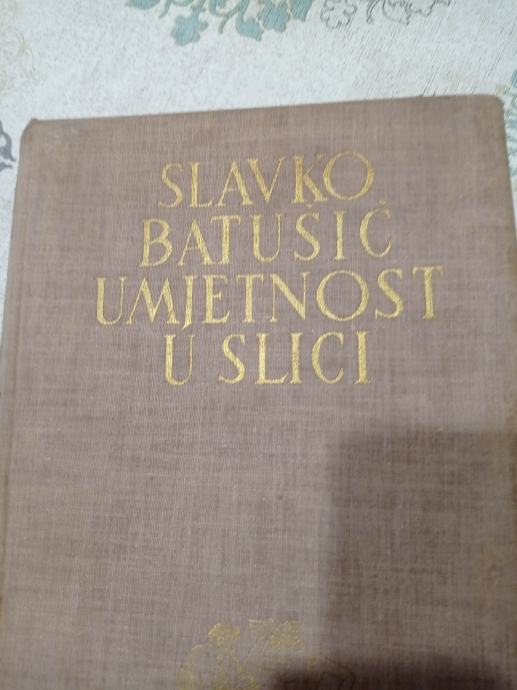 SLAVKO
BATUŠIĆ
UMJETNOST
U SLICI